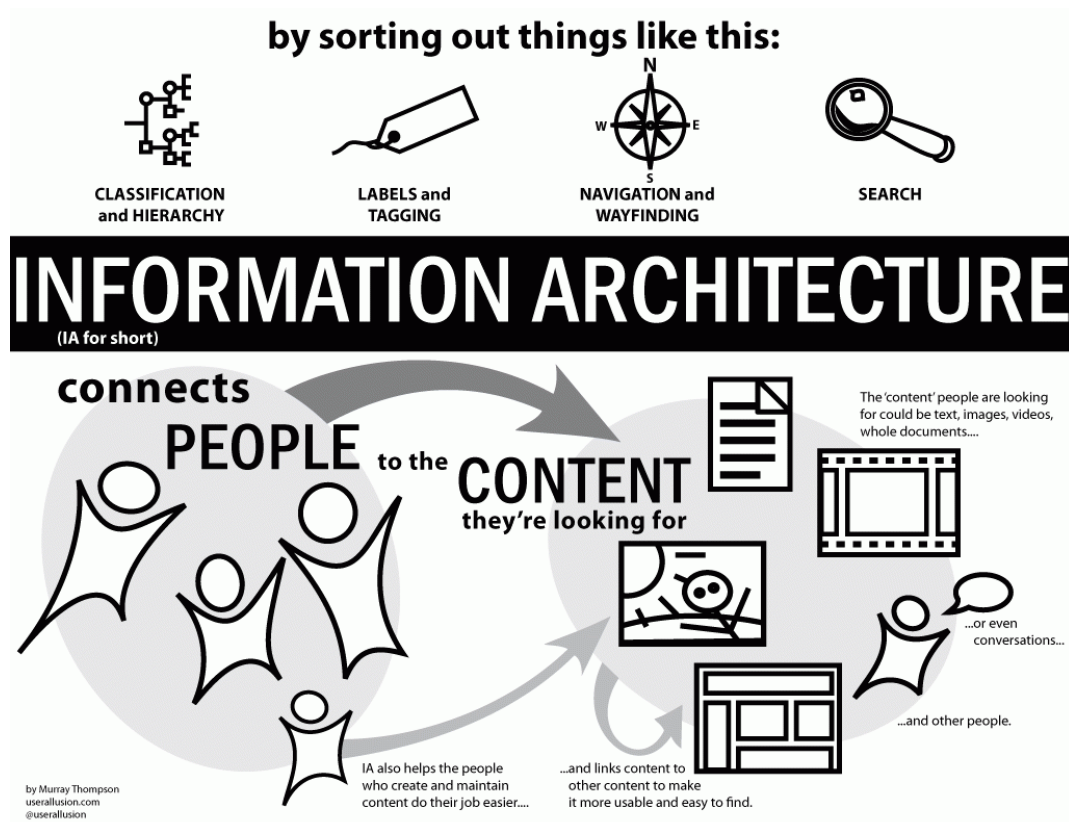 by sorting out things like this:
N
W
E
S
CLASSIFICATION
and HIERARCHY
LABELS and
TAGGING
NAVIGATION and
WAYFINDING
SEARCH
INFORMATION ARCHITECTURE
(IA for short)
connects
PEOPLE
to the
CONTENT
they're looking for
The 'content' people are looking
for could be text, images, videos,
whole documents....
...or even
conversations...
...and other people.
IA also helps the people
who create and maintain
content do their job easier....
...and links content to
other content to make
it more usable and easy to find.
by Murray Thompson
userallusion.com
@userallusion